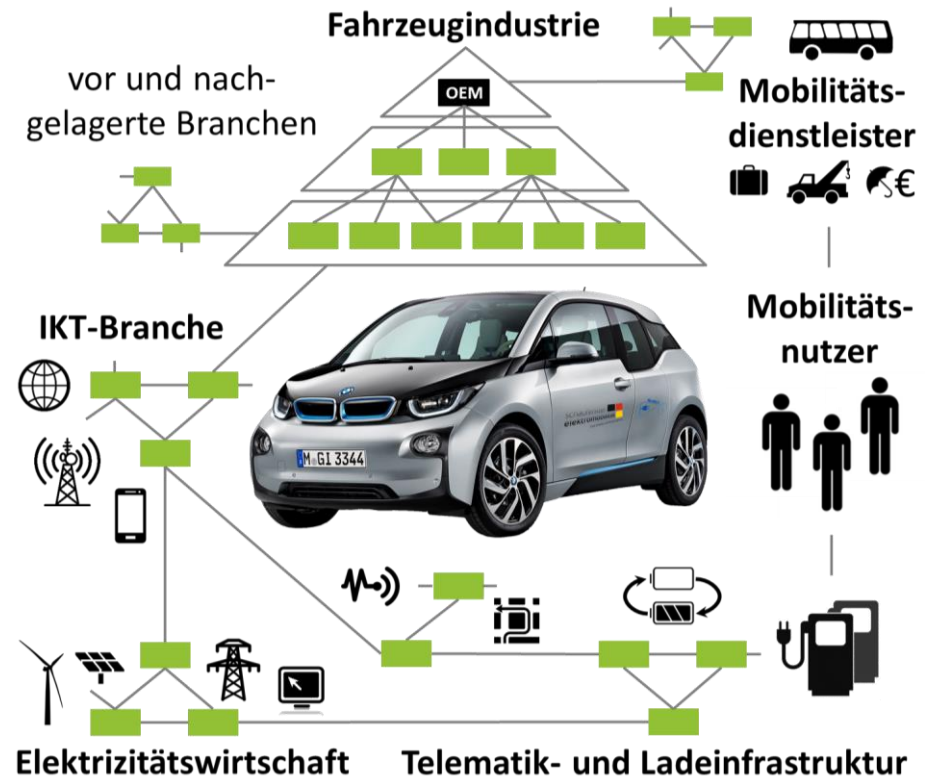 Fahrzeugindustrie
vor und nach-
gelagerte Branchen
OEM
Mobilitäts-
dienstleister
€
IKT-Branche
Mobilitäts-
nutzer
M GI 3344
Elektrizitätswirtschaft
Telematik- und Ladeinfrastruktur